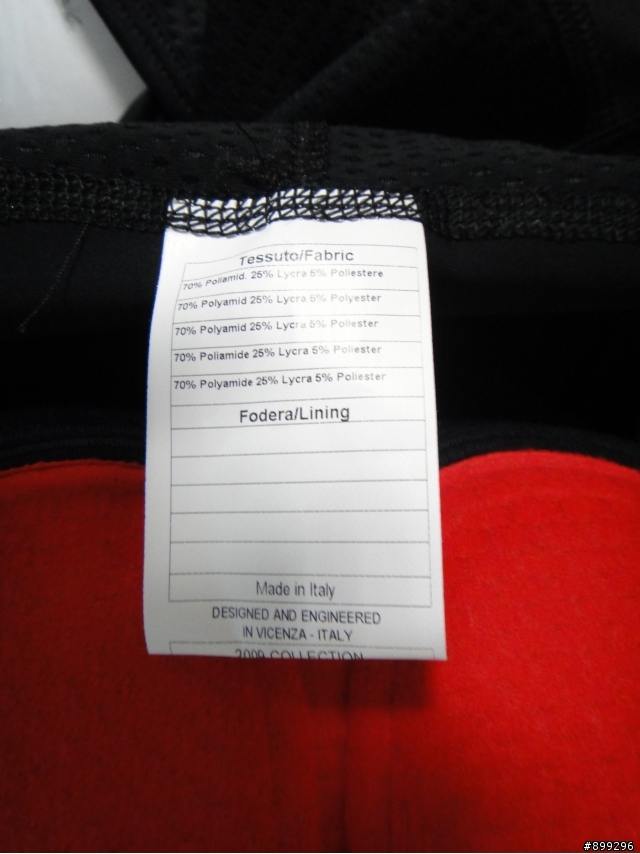 Tessuto/Fabric
70% Poliamid. 25% Lycra 5% Poliestere
70% Polyamid 25% Lycra 5% Polyester
70% Polyamid 25% Lycra 5% Poliester
70% Poliamide 25% Lycra 5% Poliester
70% Polyamide 25% Lycra 5% Poliester
Fodera/Lining
Made in Italy
DESIGNED AND ENGINEERED
IN VICENZA - ITALY
2009 COLLECTION
#899296